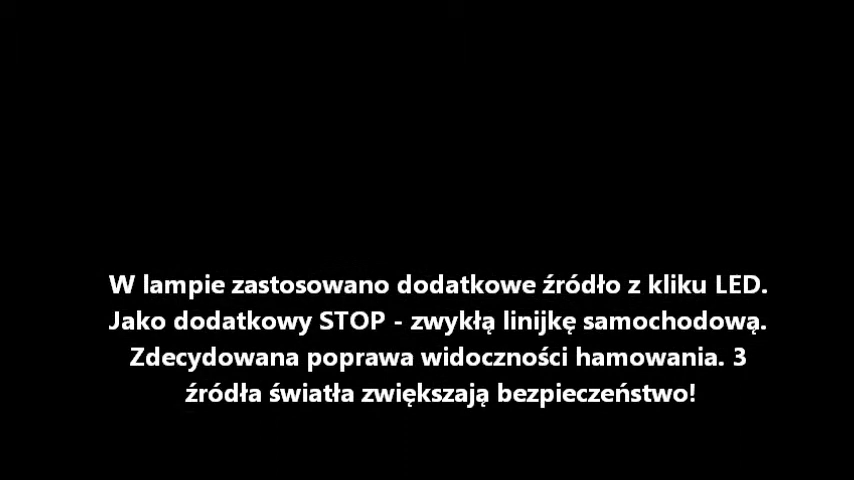 W lampie zastosowano dodatkowe źródło z kliku LED.
Jako dodatkowy STOP - zwykłą linijkę samochodową.
Zdecydowana poprawa widoczności hamowania. 3
źródła światła zwiększają bezpieczeństwo!